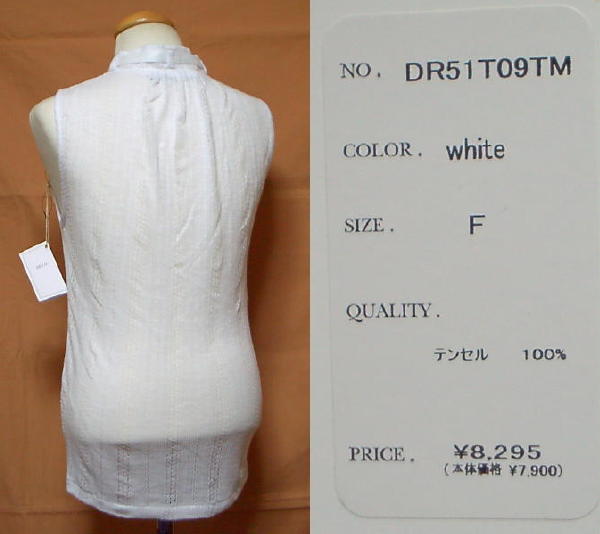 NO. DR51T09TM
COLOR. white
SIZE. F
QUALITY.
テンセル 100%
PRICE. ¥8,295
(本体価格 ¥7,900)